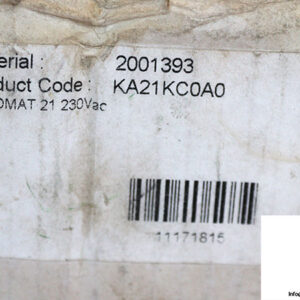 erial : 2001393
duct Code : KA21KC0A0
OMAT 21 230Vac
11171815